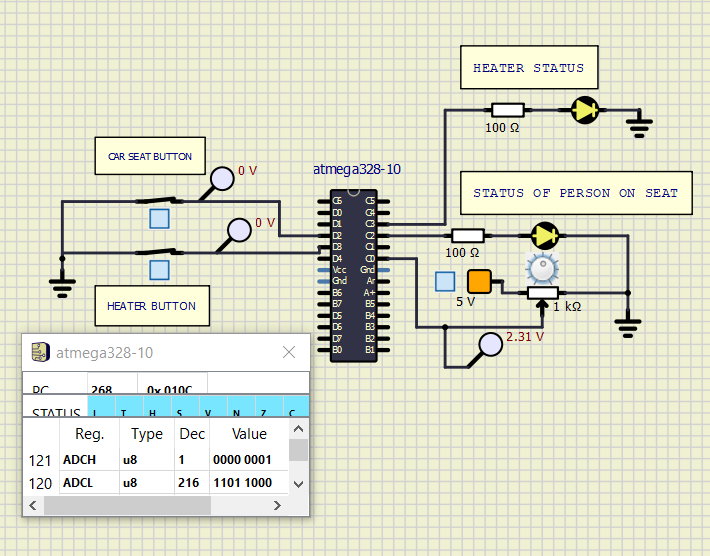 HEATER STATUS
100 Ω
CAR SEAT BUTTON
0 V
atmega328-10
STATUS OF PERSON ON SEAT
0 V
C6 C5
D0 C4
D1 C3
D2 C2
D3 C1
D4 C0
Vcc Gnd
Gnd Ar
B6 A+
B7 B5
D5 B4
D6 B3
D7 B2
B0 B1
100 Ω
5 V
1 kΩ
HEATER BUTTON
2.31 V
atmega328-10
PC 268 0x 010C
STATUS I T H S V N Z C
Reg. Type Dec Value
121 ADCH u8 1 0000 0001
120 ADCL u8 216 1101 1000